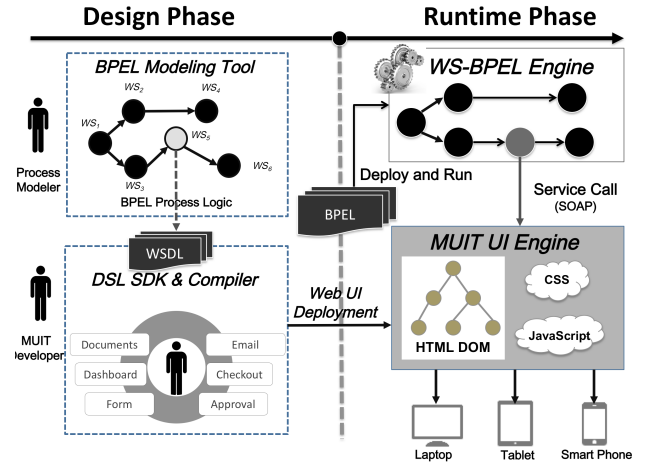 Design Phase
Runtime Phase
BPEL Modeling Tool
WS1
WS2
WS4
WS5
WS3
WS6
BPEL Process Logic
Process
Modeler
WS-BPEL Engine
Deploy and Run
BPEL
Service Call
(SOAP)
WSDL
DSL SDK & Compiler
MUIT
Developer
Documents
Email
Dashboard
Checkout
Form
Approval
Web UI
Deployment
MUIT UI Engine
HTML DOM
CSS
JavaScript
Laptop
Tablet
Smart Phone